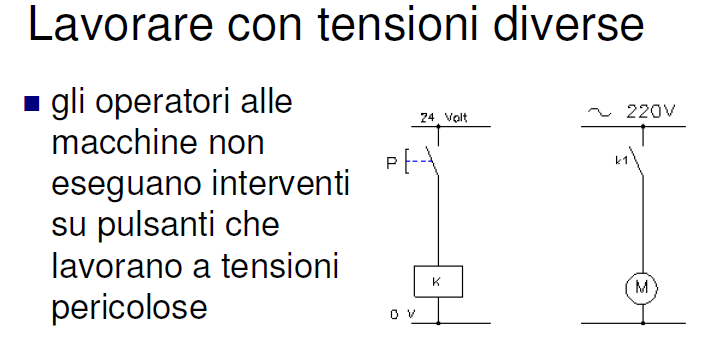 Lavorare con tensioni diverse
gli operatori alle
macchine non
eseguano interventi
su pulsanti che
lavorano a tensioni
pericolose
24 Volt
P
K
0 V
~ 220V
k1
M